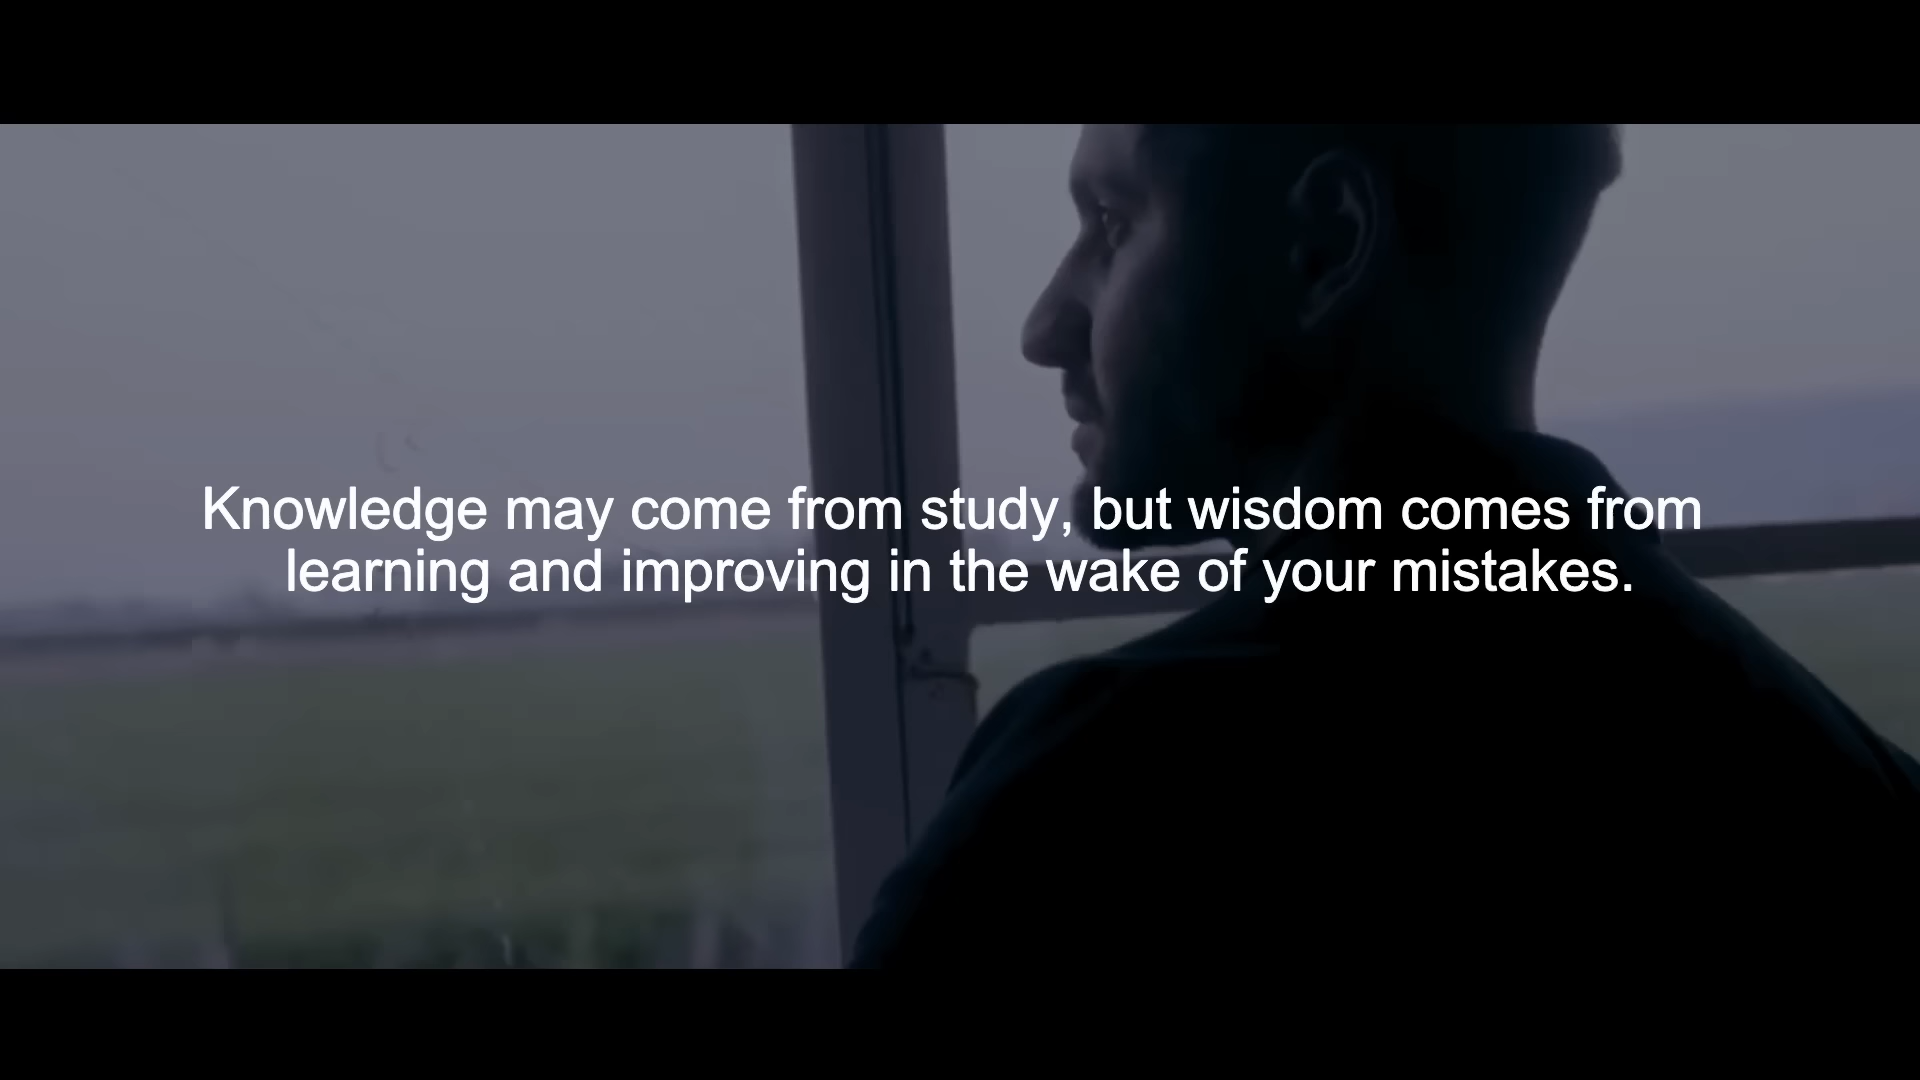 Knowledge may come from study, but wisdom comes from
learning and improving in the wake of your mistakes.